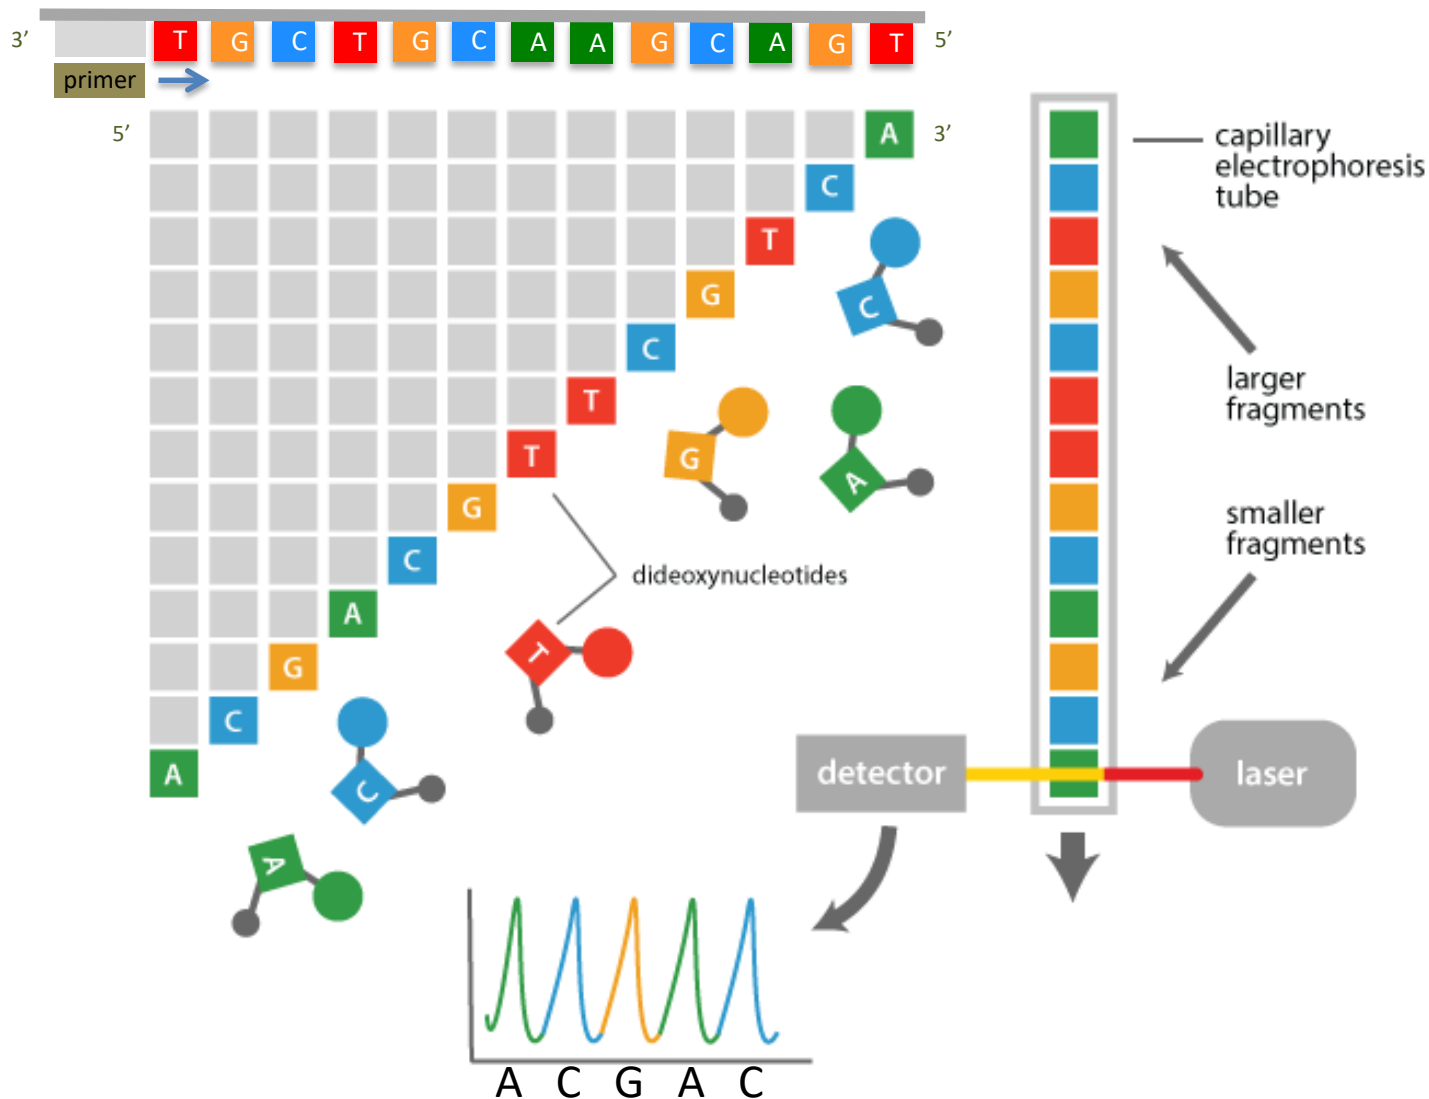 3’ T G C T G C A A G C A G T 5’
primer
5’ A 3’
C
T
G
C
T
T
G
C
A
G
C
A
C
G
A
T
C
A
dideoxynucleotides
capillary
electrophoresis
tube
larger
fragments
smaller
fragments
detector
laser
A C G A C